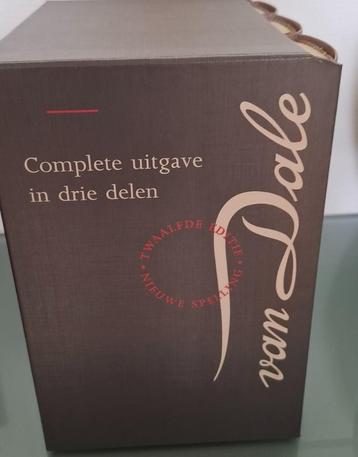 Complete uitgave
in drie delen
TWAALFDE EDITIE • NIEUWE SPELLING •
van Dale